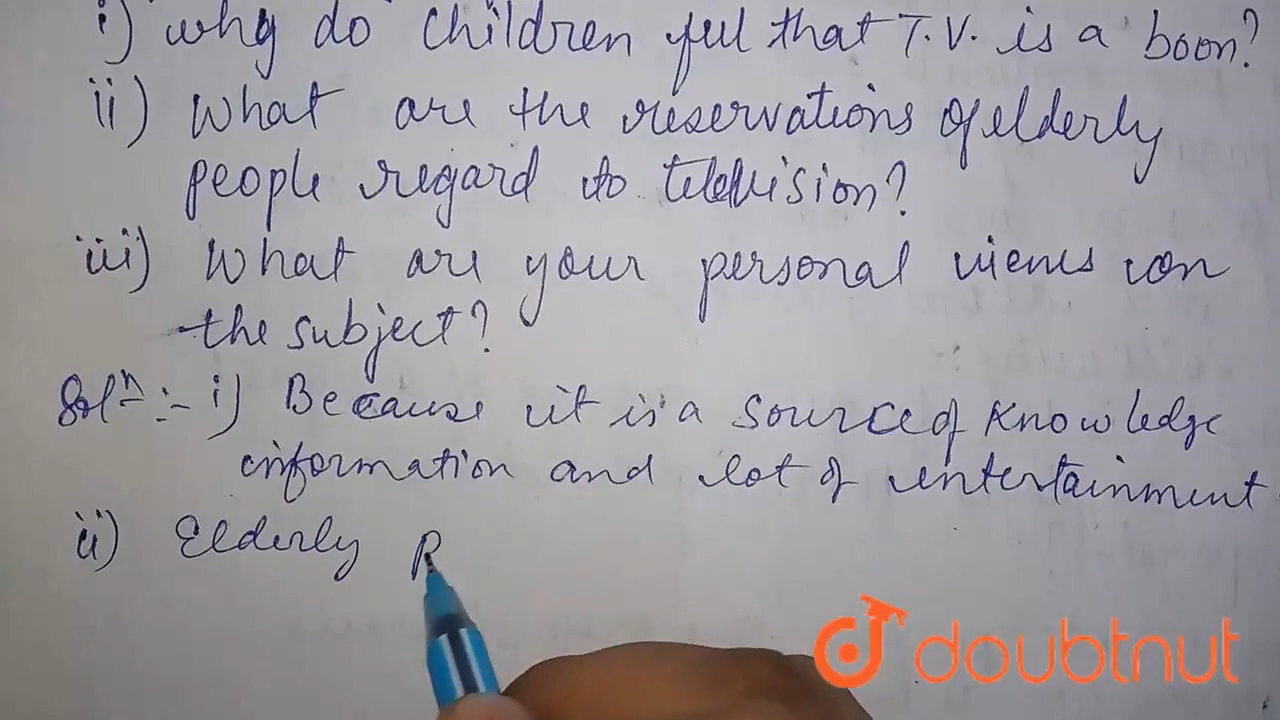 i) why do children feel that T.V. is a boon?
ii) What are the reservations of elderly
people regard to television?
iii) What are your personal views on
the subject?
Solⁿ :- i) Because it is a source of knowledge
information and lot of entertainment
ii) Elderly P
doubtnut